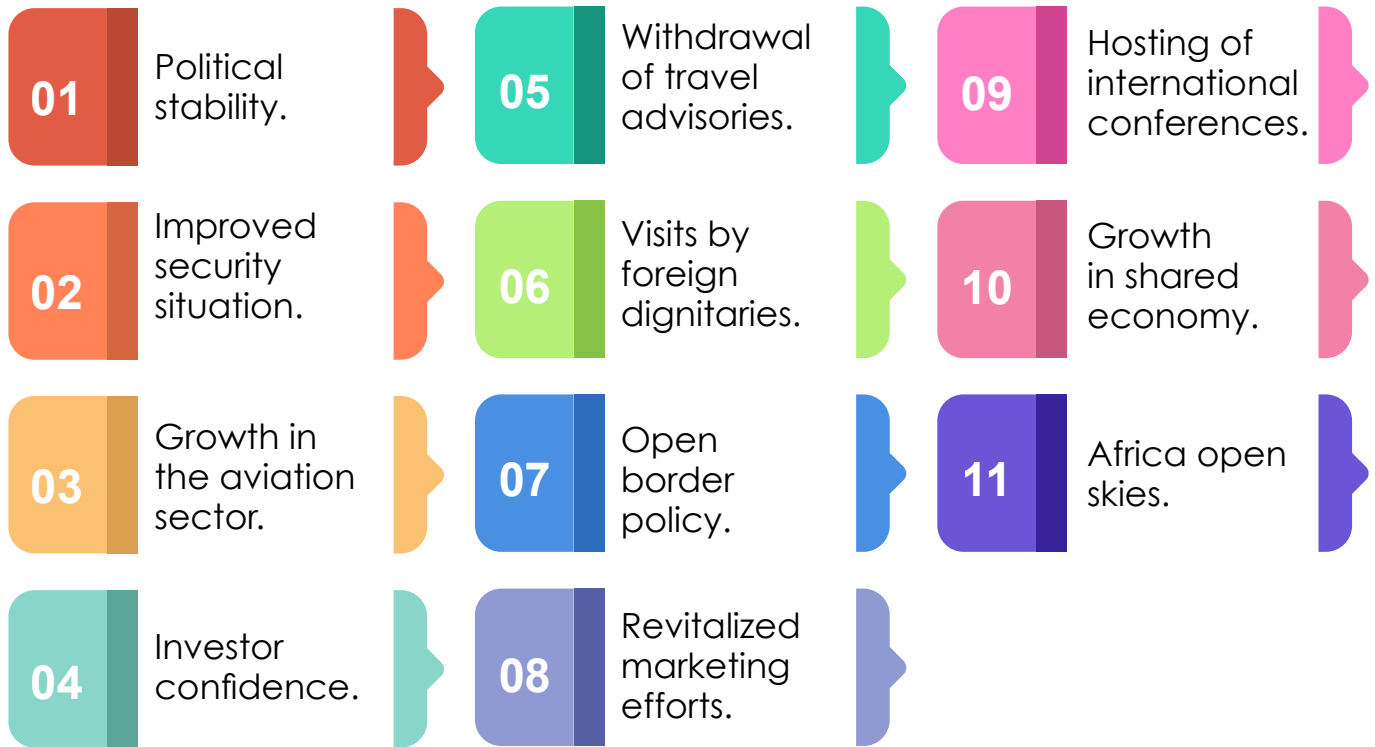 01
Political
stability.
02
Improved
security
situation.
03
Growth in
the aviation
sector.
04
Investor
confidence.
05
Withdrawal
of travel
advisories.
06
Visits by
foreign
dignitaries.
07
Open
border
policy.
08
Revitalized
marketing
efforts.
09
Hosting of
international
conferences.
10
Growth
in shared
economy.
11
Africa open
skies.